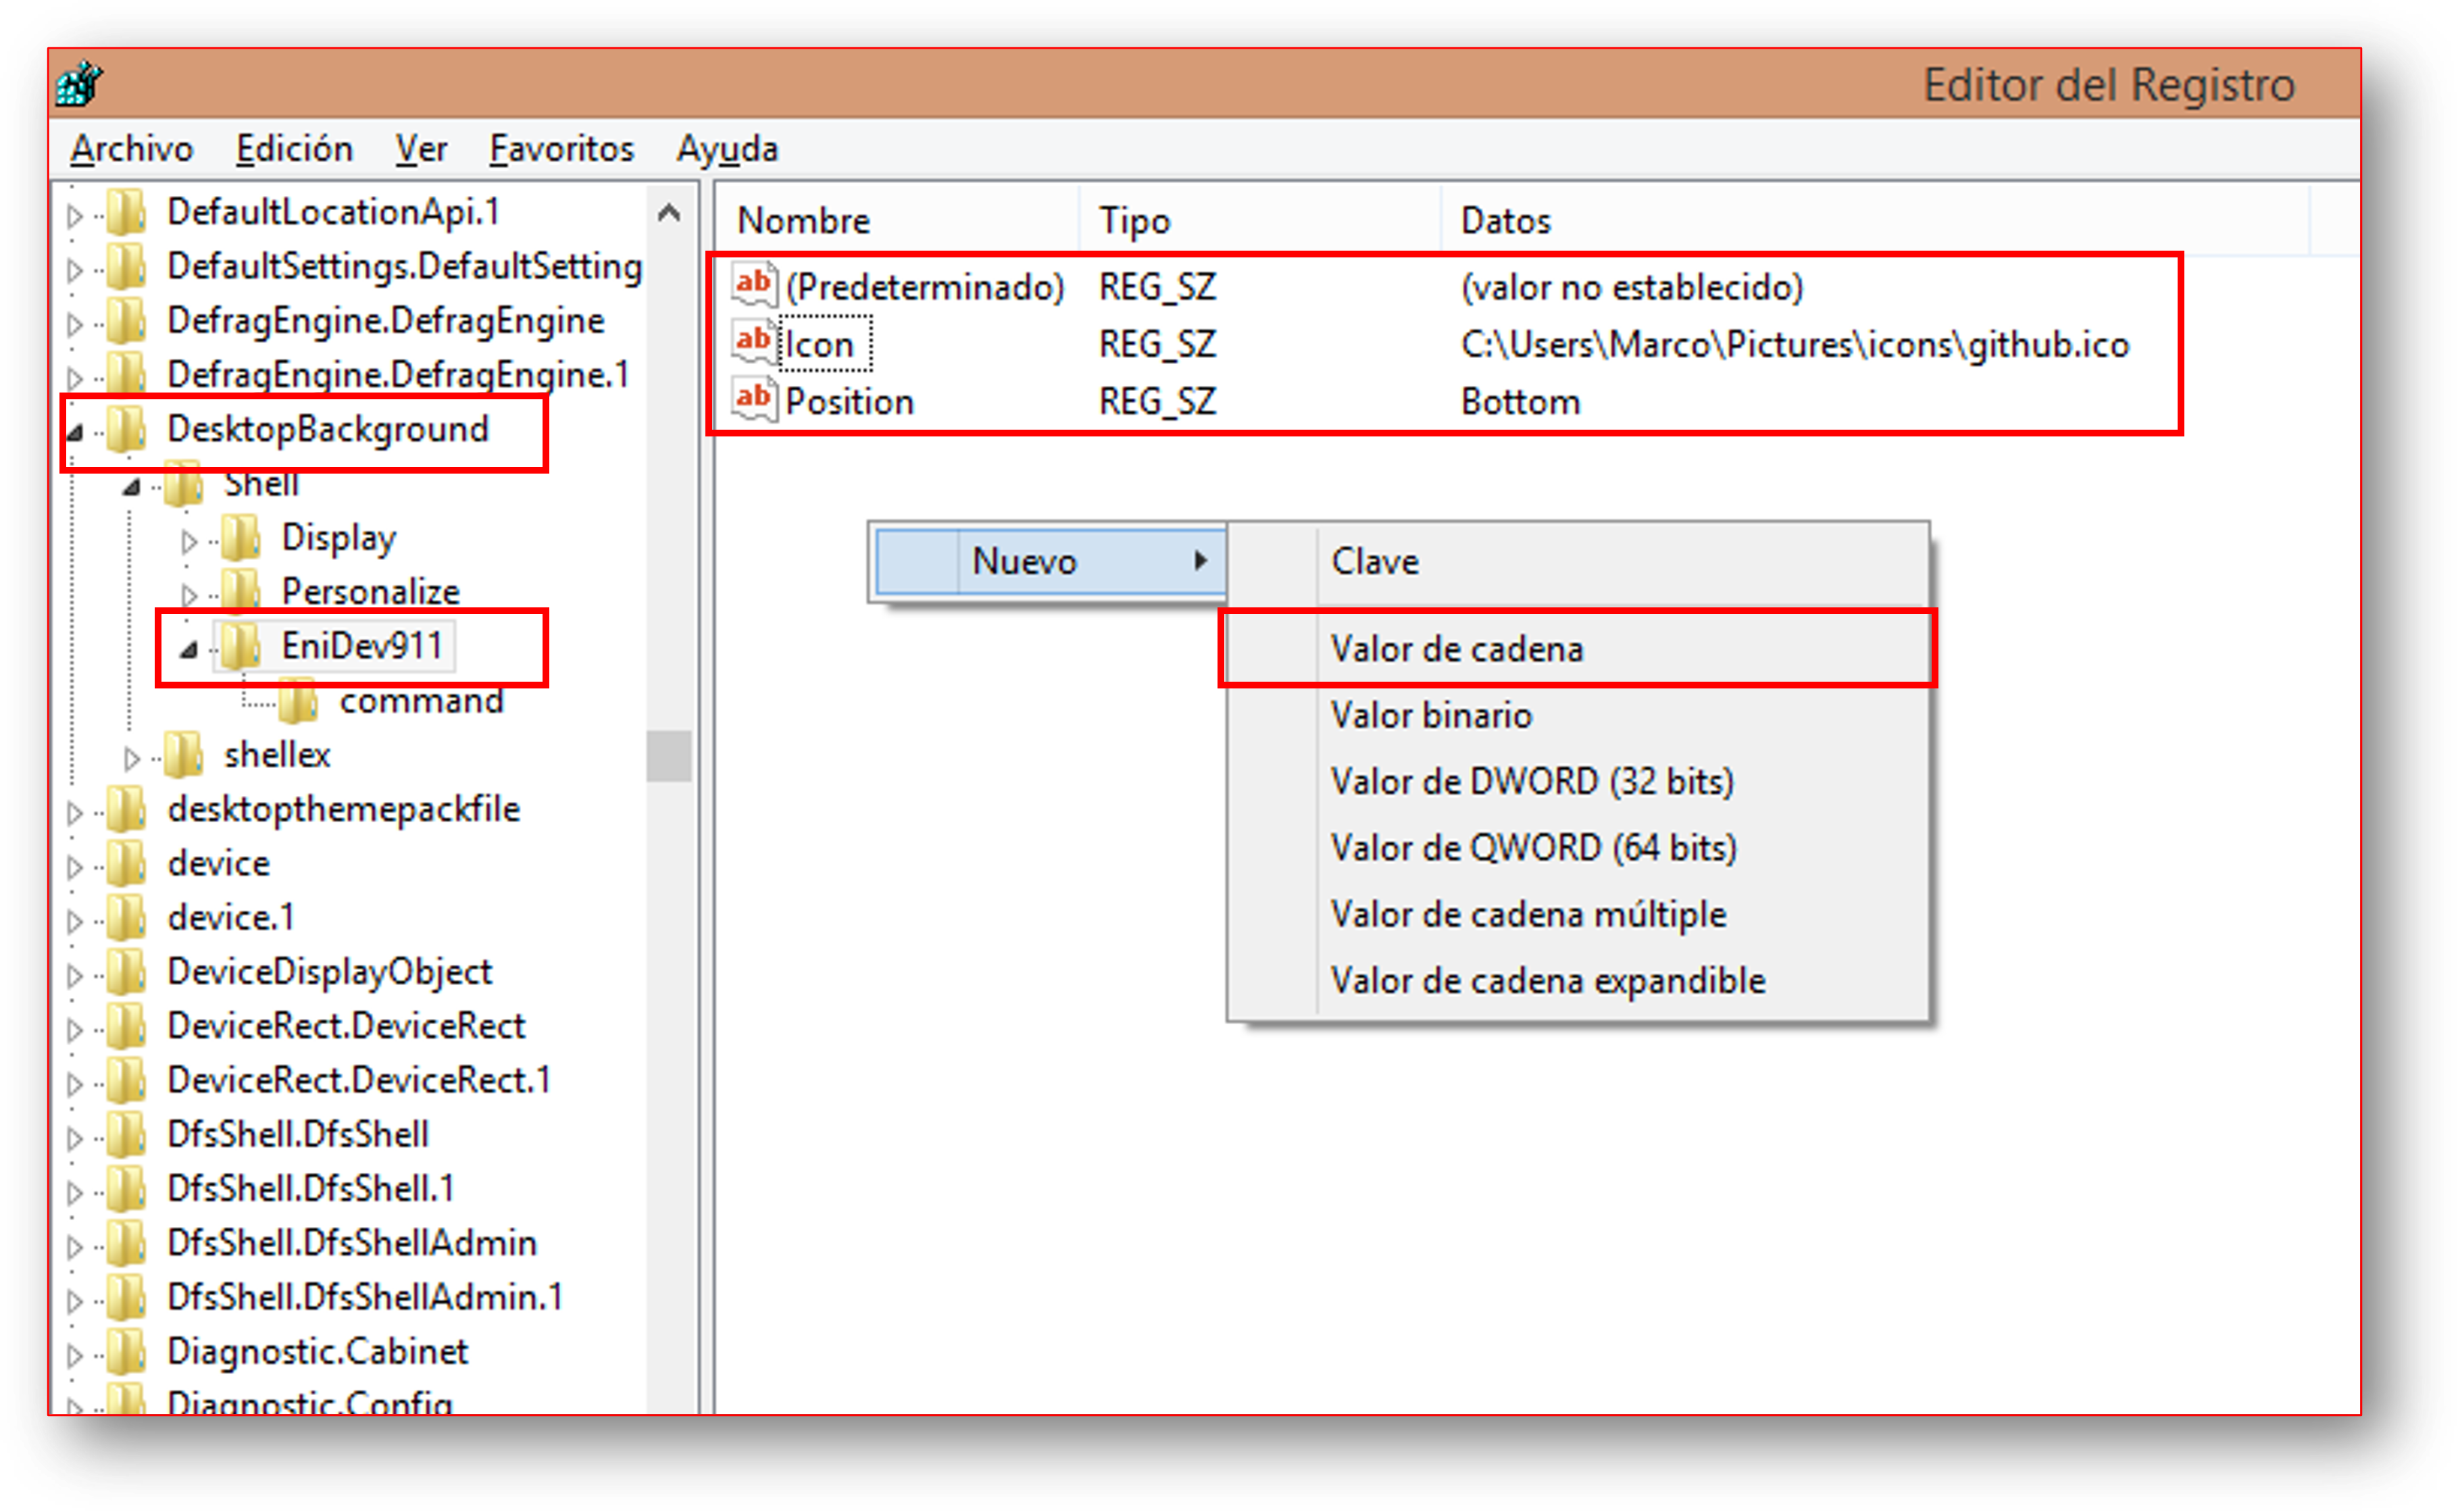 Editor del Registro
Archivo Edición Ver Favoritos Ayuda
DefaultLocationApi.1
DefaultSettings.DefaultSetting
DefragEngine.DefragEngine
DefragEngine.DefragEngine.1
DesktopBackground
Shell
Display
Personalize
EniDev911
command
shellex
desktopthemepackfile
device
device.1
DeviceDisplayObject
DeviceRect.DeviceRect
DeviceRect.DeviceRect.1
DfsShell.DfsShell
DfsShell.DfsShell.1
DfsShell.DfsShellAdmin
DfsShell.DfsShellAdmin.1
Diagnostic.Cabinet
Diagnostic.Config
Nombre Tipo Datos
ab (Predeterminado) REG_SZ (valor no establecido)
ab Icon REG_SZ C:\Users\Marco\Pictures\icons\github.ico
ab Position REG_SZ Bottom
Nuevo
Clave
Valor de cadena
Valor binario
Valor de DWORD (32 bits)
Valor de QWORD (64 bits)
Valor de cadena múltiple
Valor de cadena expandible